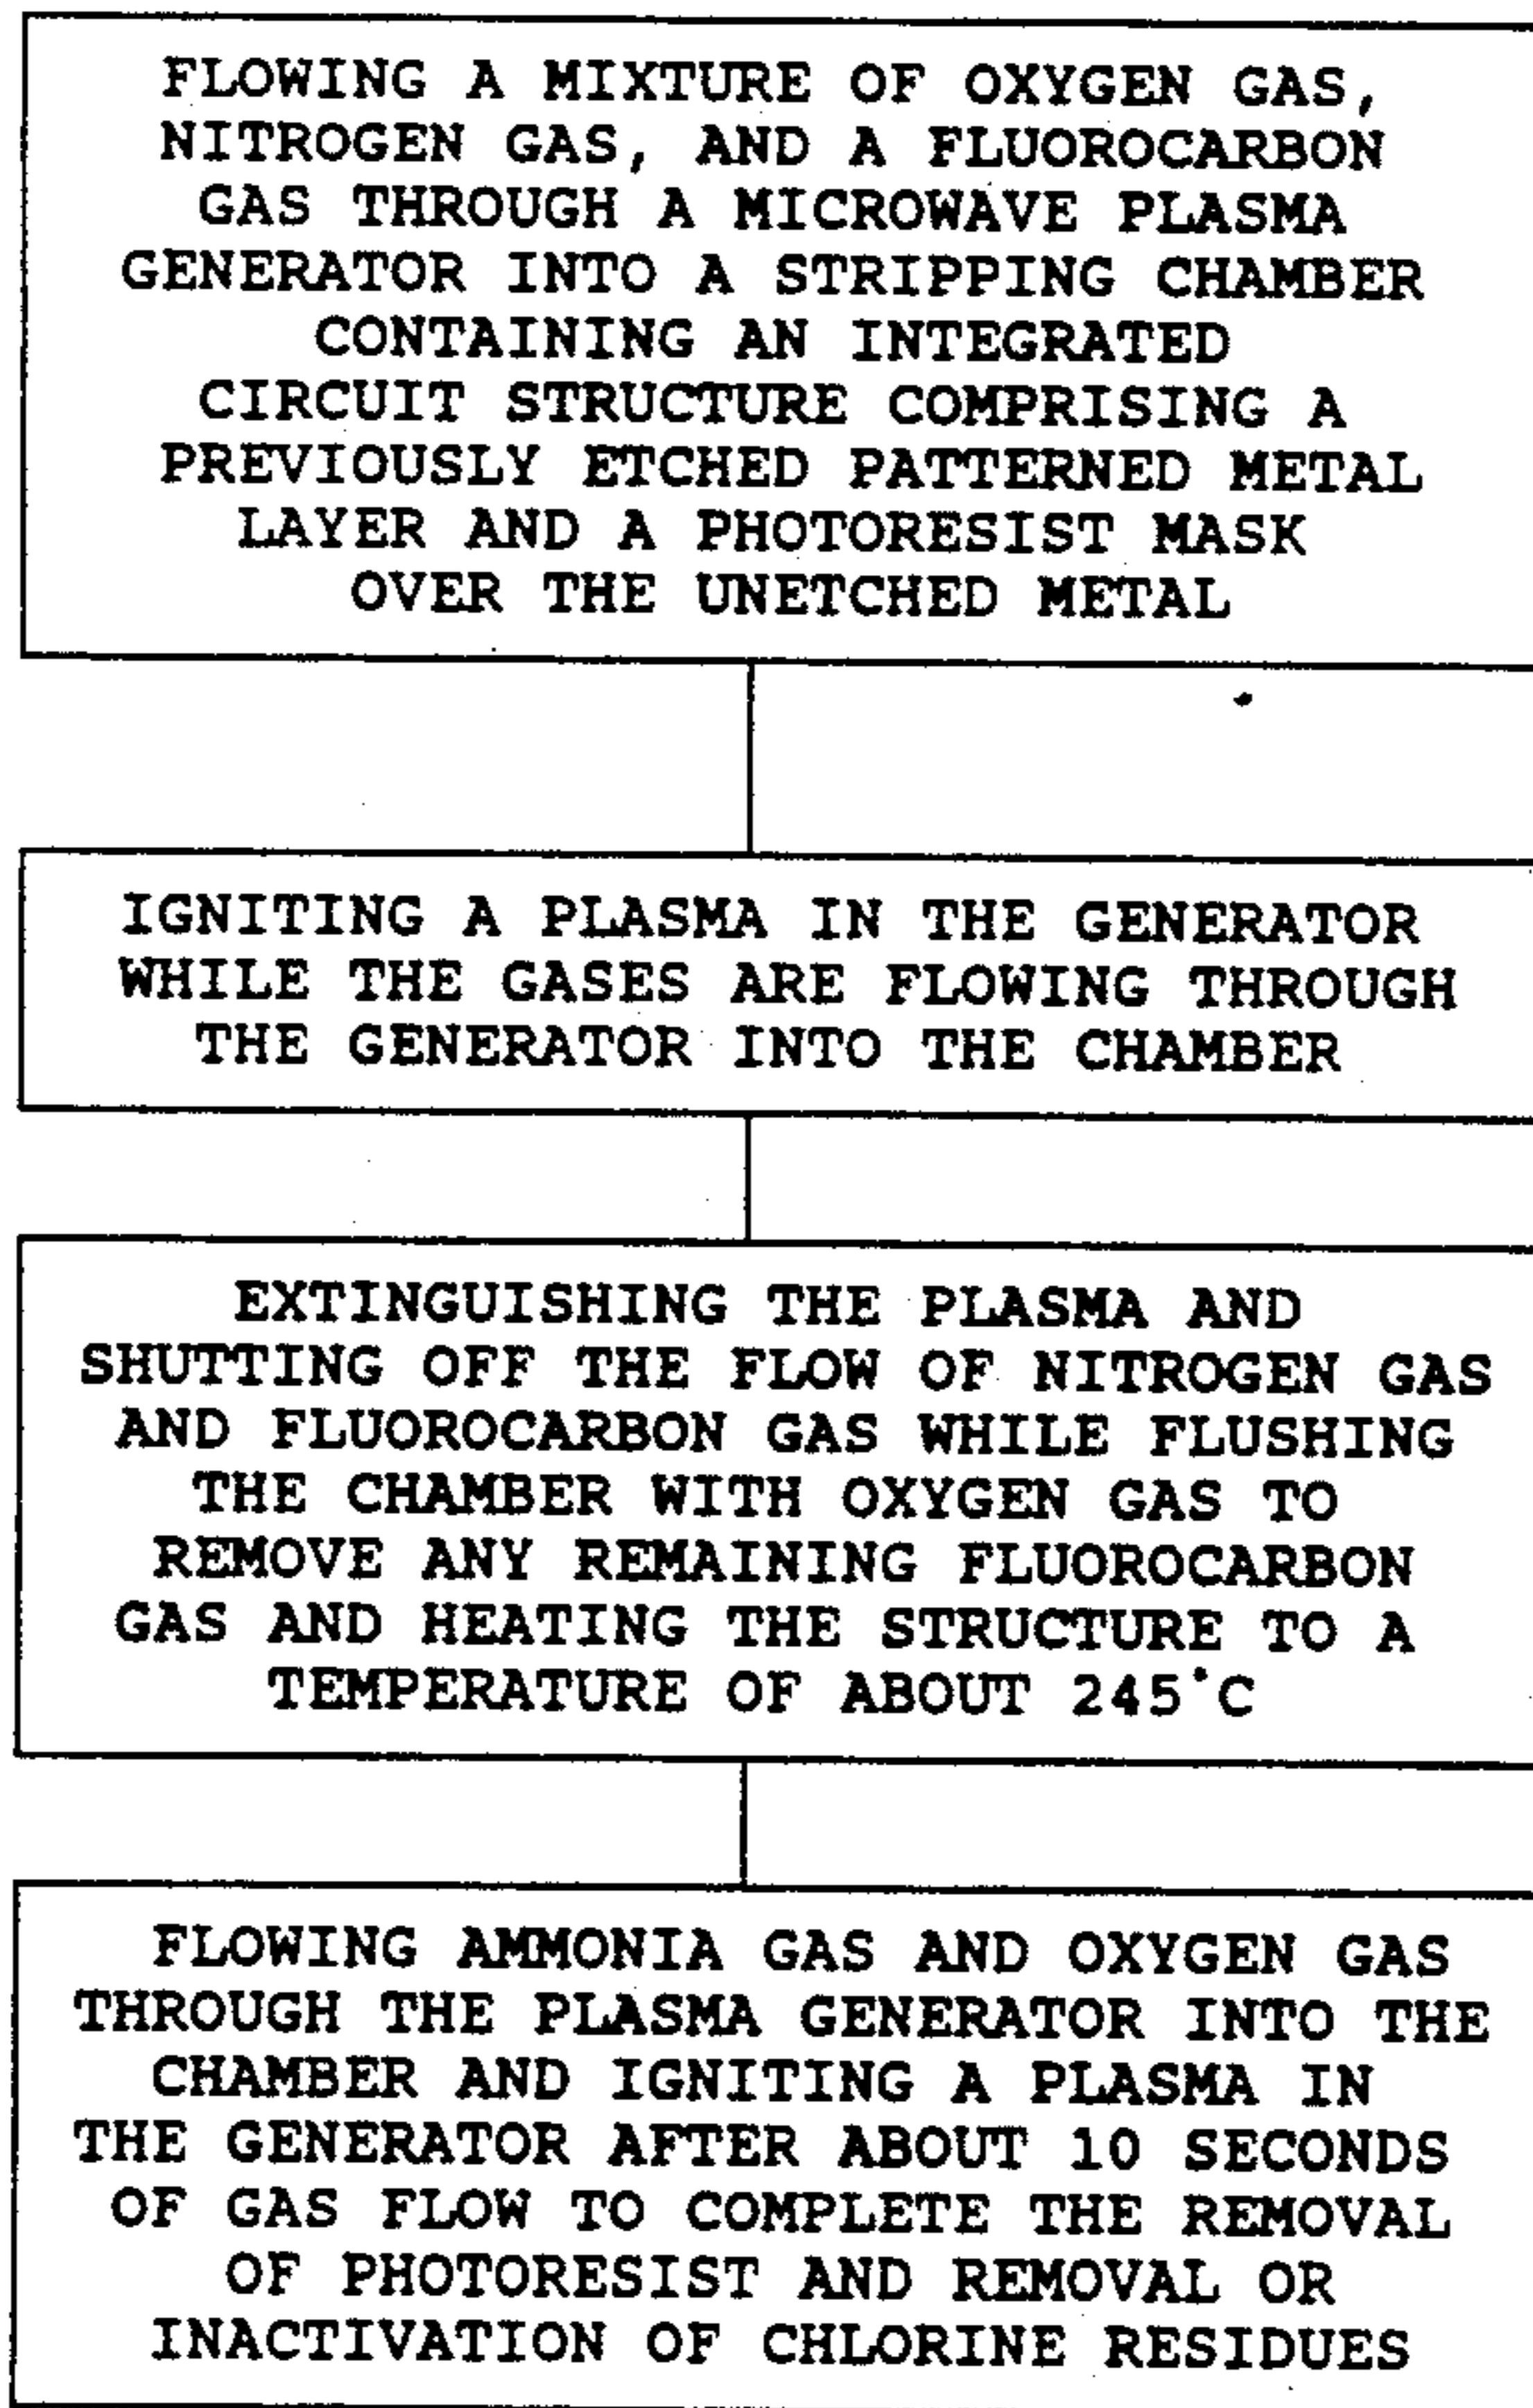 FLOWING A MIXTURE OF OXYGEN GAS,
NITROGEN GAS, AND A FLUOROCARBON
GAS THROUGH A MICROWAVE PLASMA
GENERATOR INTO A STRIPPING CHAMBER
CONTAINING AN INTEGRATED
CIRCUIT STRUCTURE COMPRISING A
PREVIOUSLY ETCHED PATTERNED METAL
LAYER AND A PHOTORESIST MASK
OVER THE UNETCHED METAL
IGNITING A PLASMA IN THE GENERATOR
WHILE THE GASES ARE FLOWING THROUGH
THE GENERATOR INTO THE CHAMBER
EXTINGUISHING THE PLASMA AND
SHUTTING OFF THE FLOW OF NITROGEN GAS
AND FLUOROCARBON GAS WHILE FLUSHING
THE CHAMBER WITH OXYGEN GAS TO
REMOVE ANY REMAINING FLUOROCARBON
GAS AND HEATING THE STRUCTURE TO A
TEMPERATURE OF ABOUT 245°C
FLOWING AMMONIA GAS AND OXYGEN GAS
THROUGH THE PLASMA GENERATOR INTO THE
CHAMBER AND IGNITING A PLASMA IN
THE GENERATOR AFTER ABOUT 10 SECONDS
OF GAS FLOW TO COMPLETE THE REMOVAL
OF PHOTORESIST AND REMOVAL OR
INACTIVATION OF CHLORINE RESIDUES